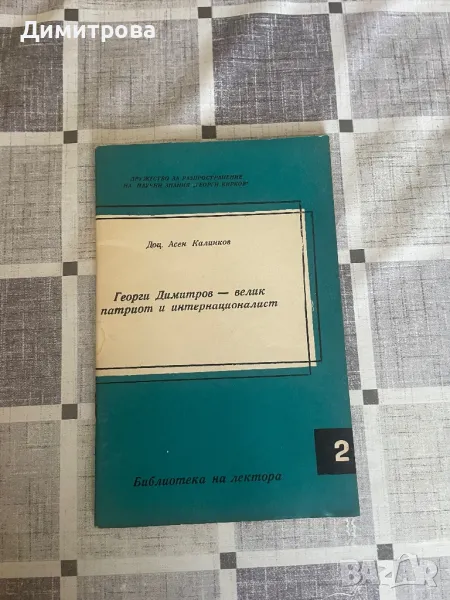 Димитрова
ДРУЖЕСТВО ЗА РАЗПРОСТРАНЕНИЕ
НА НАУЧНИ ЗНАНИЯ „ГЕОРГИ КИРКОВ“
Доц. Асен Калинков
Георги Димитров — велик
патриот и интернационалист
2
Библиотека на лектора
BAZAR